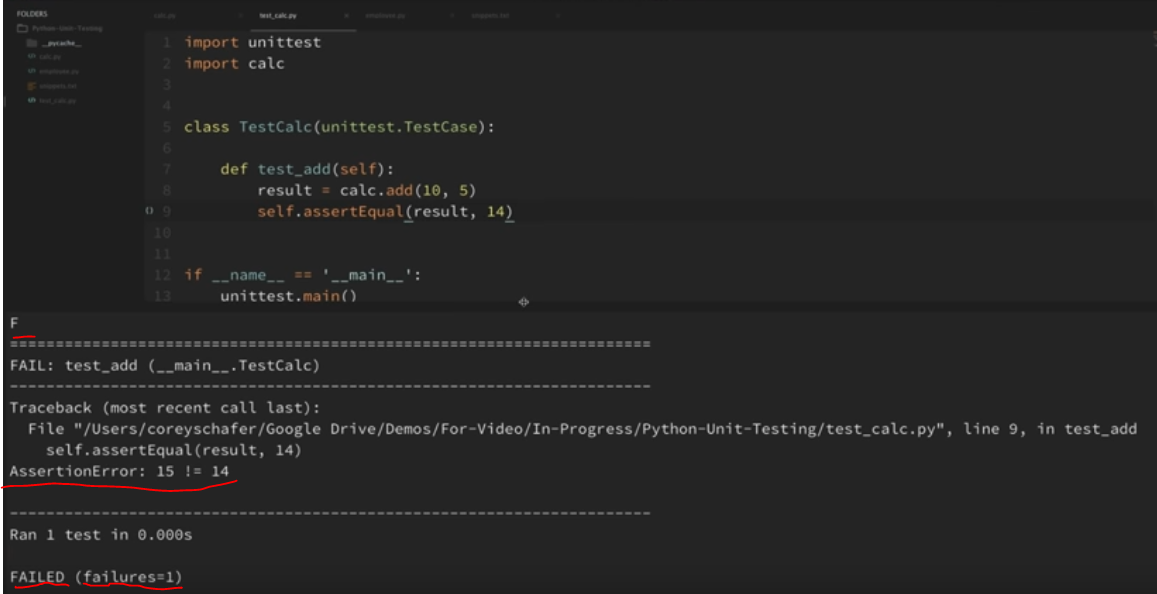 FOLDERS
Python-Unit-Testing
__pycache__
calc.py
employee.py
snippets.txt
test_calc.py
calc.py
test_calc.py
employee.py
snippets.txt
1 import unittest
2 import calc
3
4
5 class TestCalc(unittest.TestCase):
6
7 def test_add(self):
8 result = calc.add(10, 5)
9 self.assertEqual(result, 14)
10
11
12 if __name__ == '__main__':
13 unittest.main()
F
======================================================================
FAIL: test_add (__main__.TestCalc)
----------------------------------------------------------------------
Traceback (most recent call last):
File "/Users/coreyschafer/Google Drive/Demos/For-Video/In-Progress/Python-Unit-Testing/test_calc.py", line 9, in test_add
self.assertEqual(result, 14)
AssertionError: 15 != 14
----------------------------------------------------------------------
Ran 1 test in 0.000s
FAILED (failures=1)